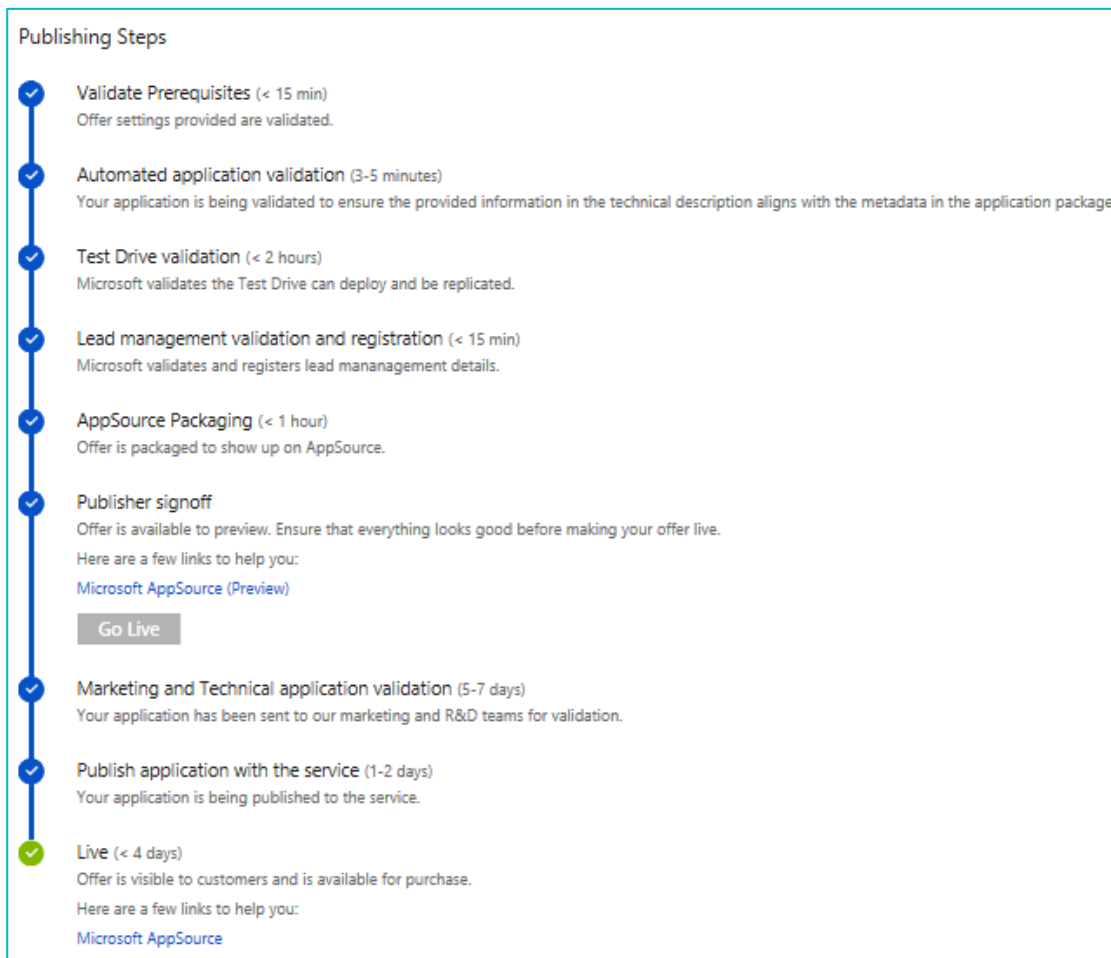 Publishing Steps
Validate Prerequisites (< 15 min)
Offer settings provided are validated.
Automated application validation (3-5 minutes)
Your application is being validated to ensure the provided information in the technical description aligns with the metadata in the application package
Test Drive validation (< 2 hours)
Microsoft validates the Test Drive can deploy and be replicated.
Lead management validation and registration (< 15 min)
Microsoft validates and registers lead mananagement details.
AppSource Packaging (< 1 hour)
Offer is packaged to show up on AppSource.
Publisher signoff
Offer is available to preview. Ensure that everything looks good before making your offer live.
Here are a few links to help you:
Microsoft AppSource (Preview)
Go Live
Marketing and Technical application validation (5-7 days)
Your application has been sent to our marketing and R&D teams for validation.
Publish application with the service (1-2 days)
Your application is being published to the service.
Live (< 4 days)
Offer is visible to customers and is available for purchase.
Here are a few links to help you:
Microsoft AppSource